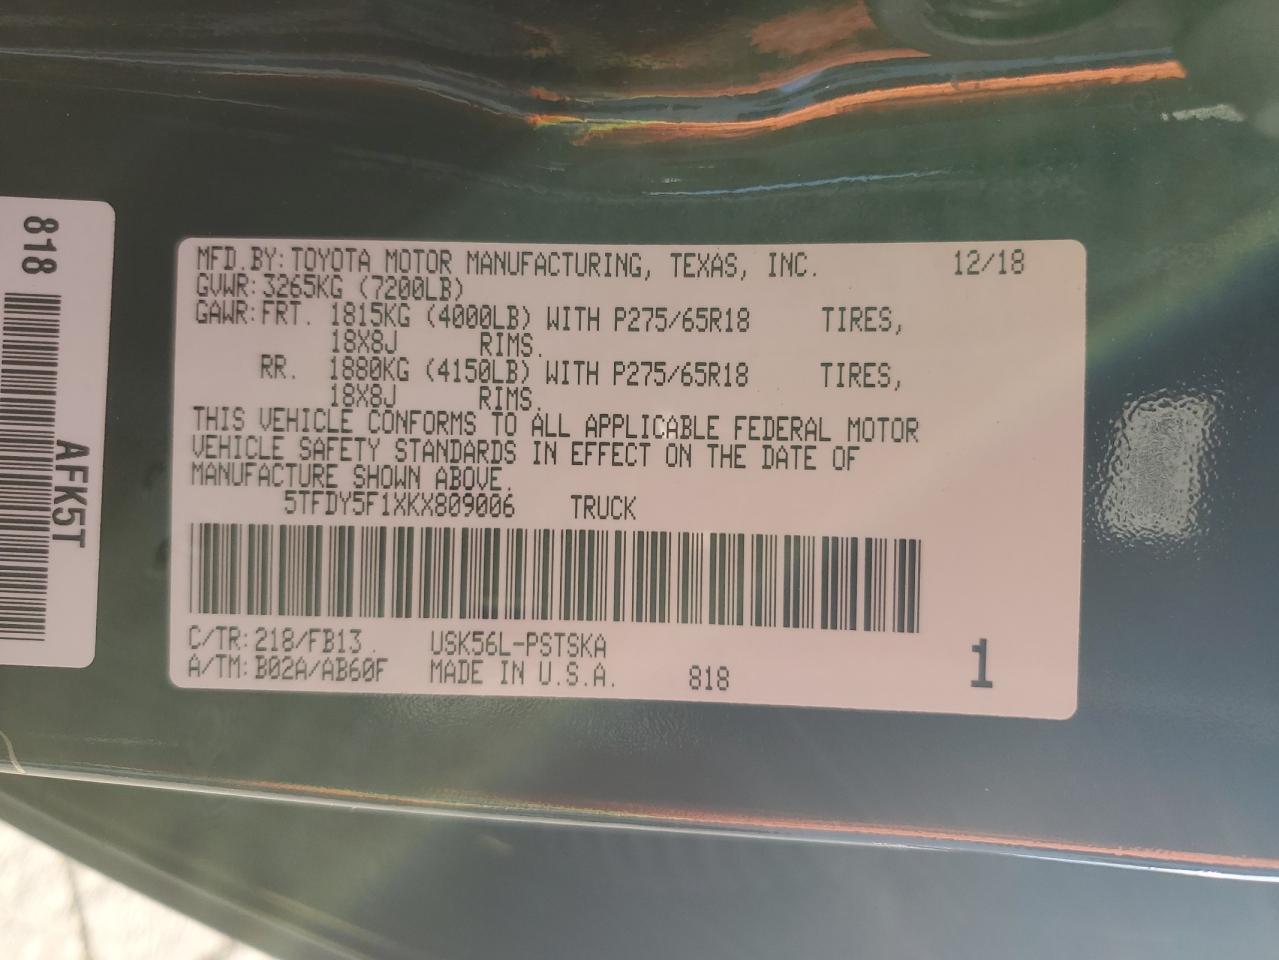 818
AFK5T
MFD.BY:TOYOTA MOTOR MANUFACTURING, TEXAS, INC. 12/18
GVWR:3265KG (7200LB)
GAWR:FRT. 1815KG (4000LB) WITH P275/65R18 TIRES,
18X8J RIMS.
RR. 1880KG (4150LB) WITH P275/65R18 TIRES,
18X8J RIMS.
THIS VEHICLE CONFORMS TO ALL APPLICABLE FEDERAL MOTOR
VEHICLE SAFETY STANDARDS IN EFFECT ON THE DATE OF
MANUFACTURE SHOWN ABOVE.
5TFDY5F1XKX809006 TRUCK
C/TR:218/FB13 . USK56L-PSTSKA
A/TM:B02A/AB60F MADE IN U.S.A. 818 1